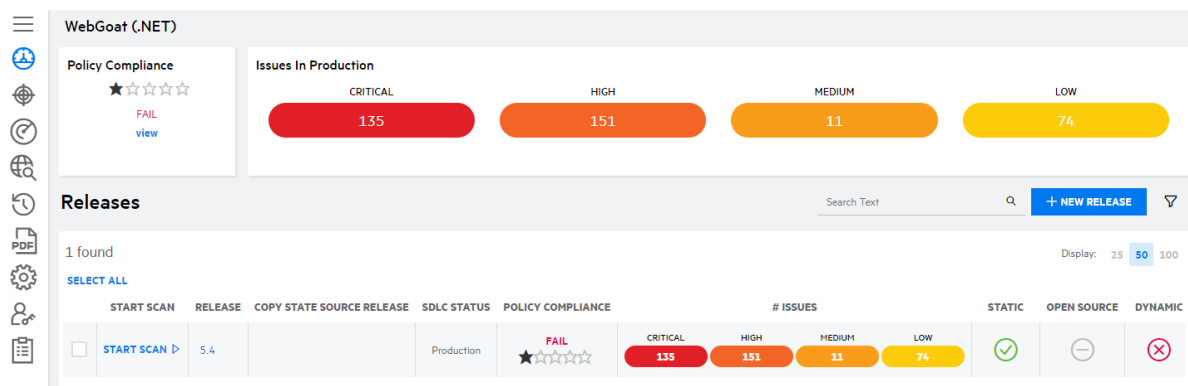 WebGoat (.NET)
Policy Compliance
FAIL
view
Issues In Production
CRITICAL HIGH MEDIUM LOW
135 151 11 74
Releases
Search Text
+ NEW RELEASE
1 found
Display: 25 50 100
SELECT ALL
START SCAN RELEASE COPY STATE SOURCE RELEASE SDLC STATUS POLICY COMPLIANCE # ISSUES STATIC OPEN SOURCE DYNAMIC
START SCAN 5.4 Production FAIL
CRITICAL HIGH MEDIUM LOW
135 151 11 74
PDF